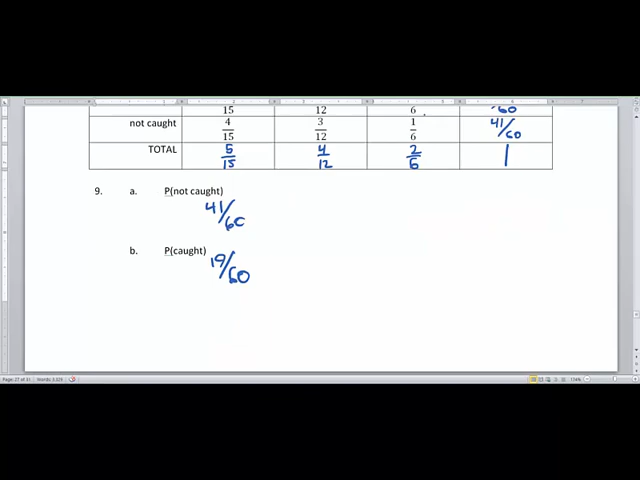 15 12 6 60
not caught 4/15 3/12 1/6 41/60
TOTAL 5/15 4/12 2/6 1
9. a. P(not caught)
41/60
b. P(caught)
19/60